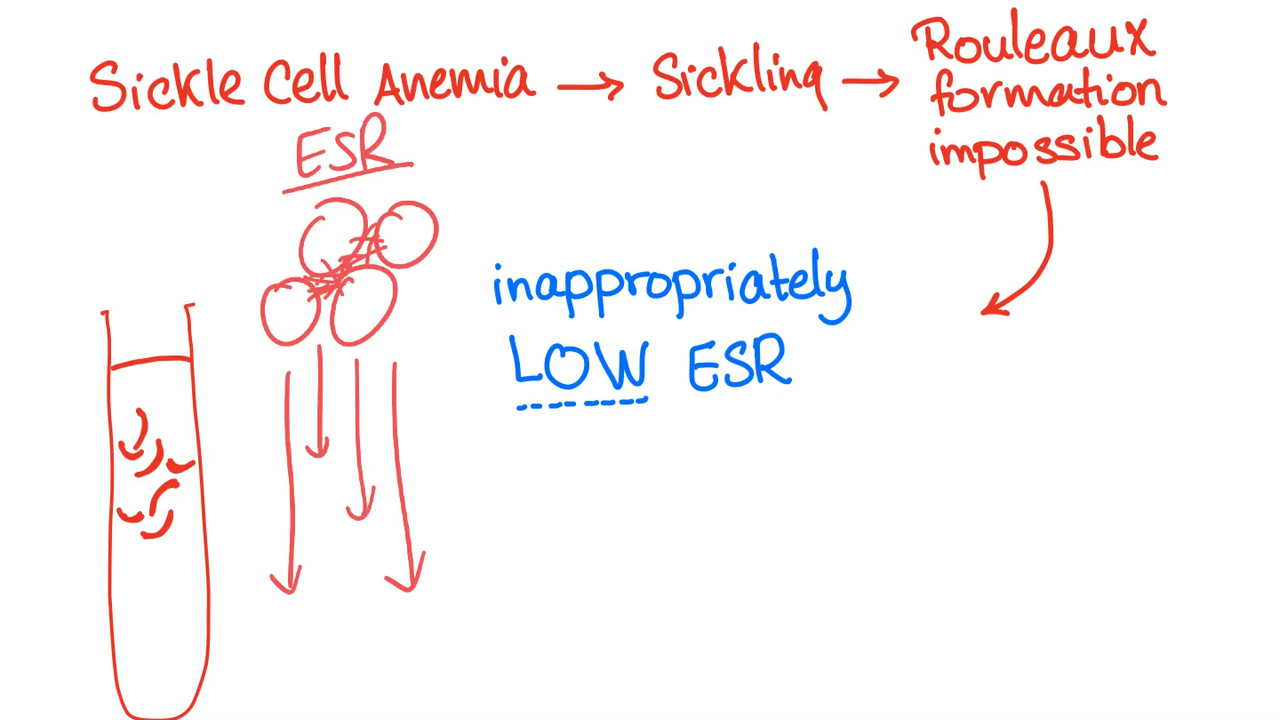 Sickle Cell Anemia → Sickling → Rouleaux
formation
impossible
ESR
inappropriately
LOW ESR